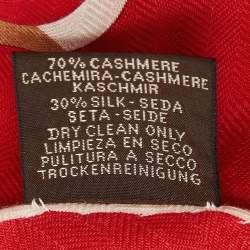 70% CASHMERE
CACHEMIRA-CASHMERE
KASCHMIR
30% SILK-SEDA
SETA-SEIDE
DRY CLEAN ONLY
LIMPIEZA EN SECO
PULITURA A SECCO
TROCKENREINIGUNG